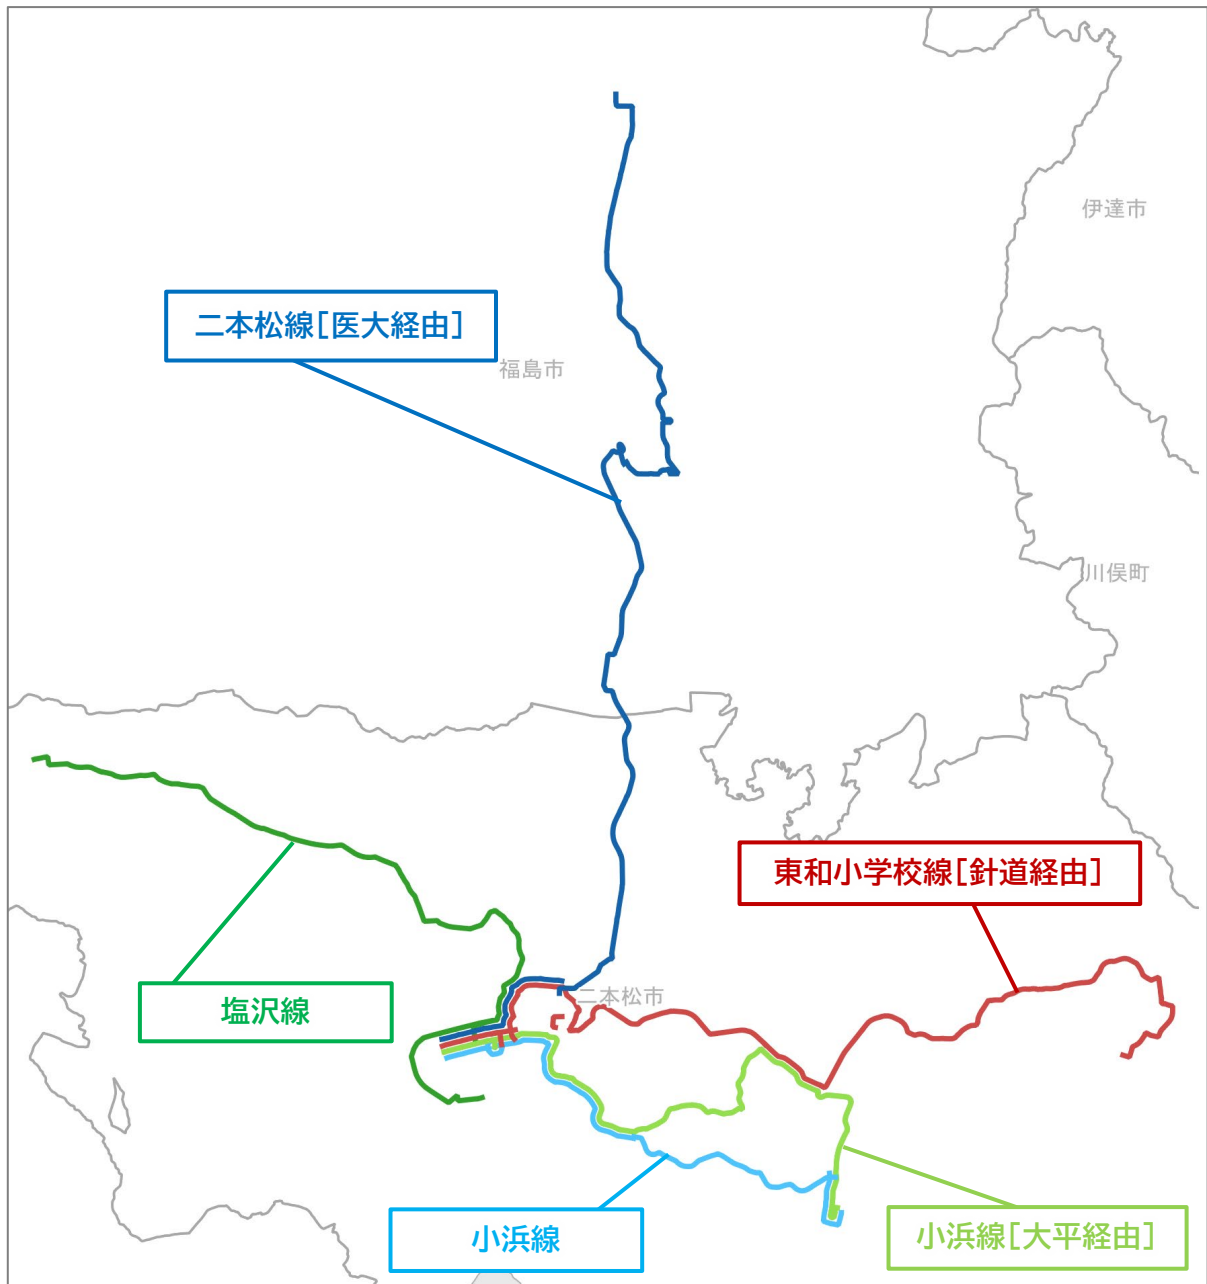 伊達市
二本松線[医大経由]
福島市
川俣町
東和小学校線[針道経由]
二本松市
塩沢線
小浜線
小浜線[大平経由]